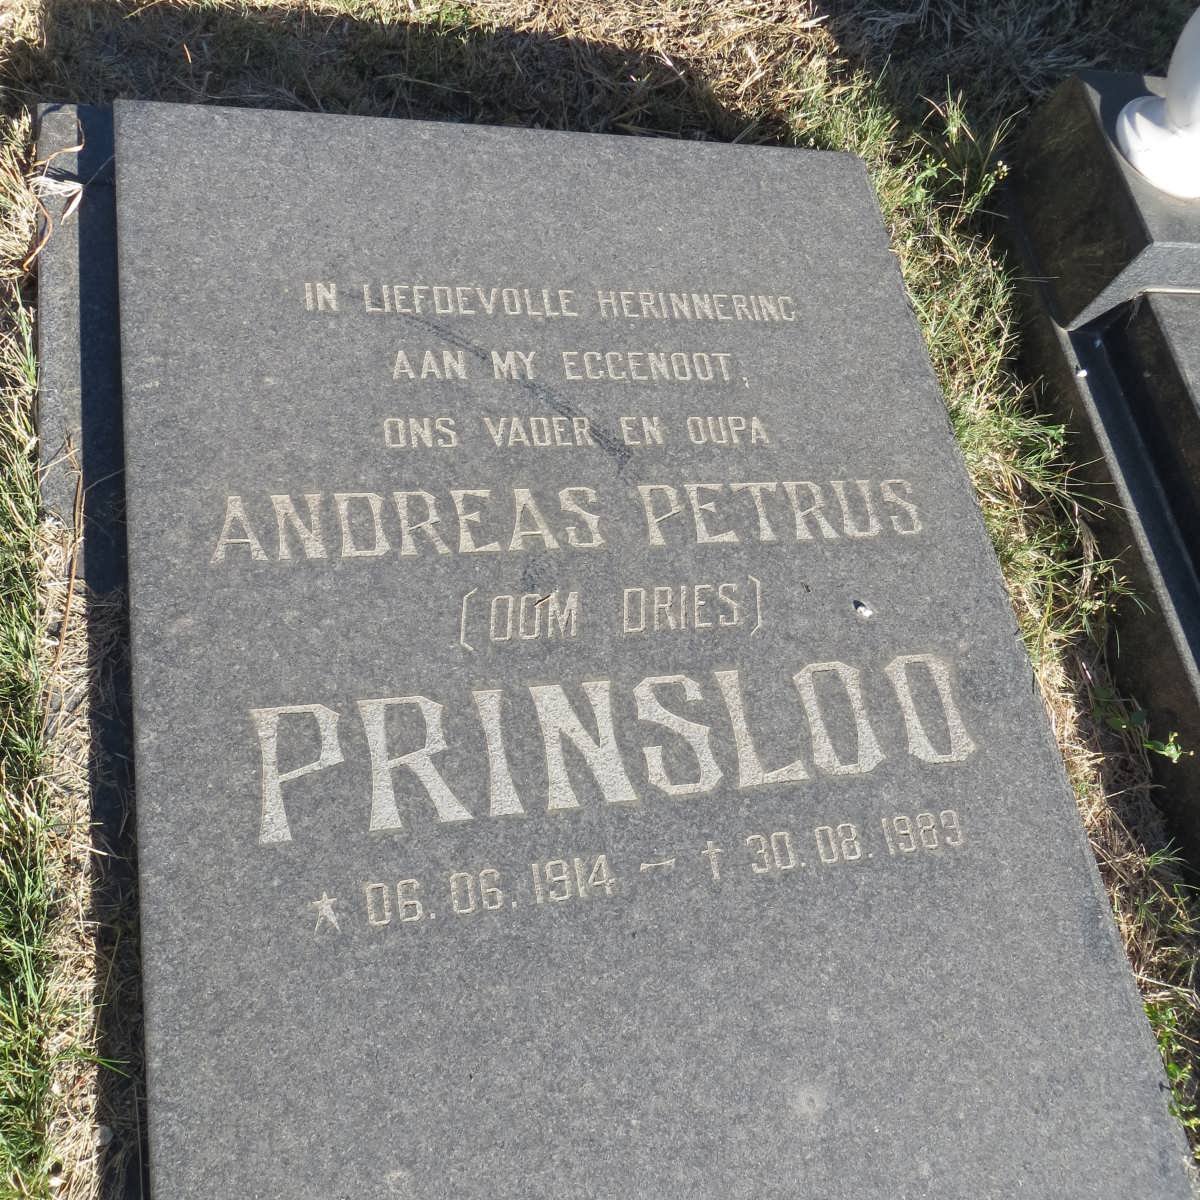 IN LIEFDEVOLLE HERINNERING
AAN MY EGGENOOT,
ONS VADER EN OUPA
ANDREAS PETRUS
(OOM DRIES)
PRINSLOO
★ 06.06.1914 – † 30.08.1989